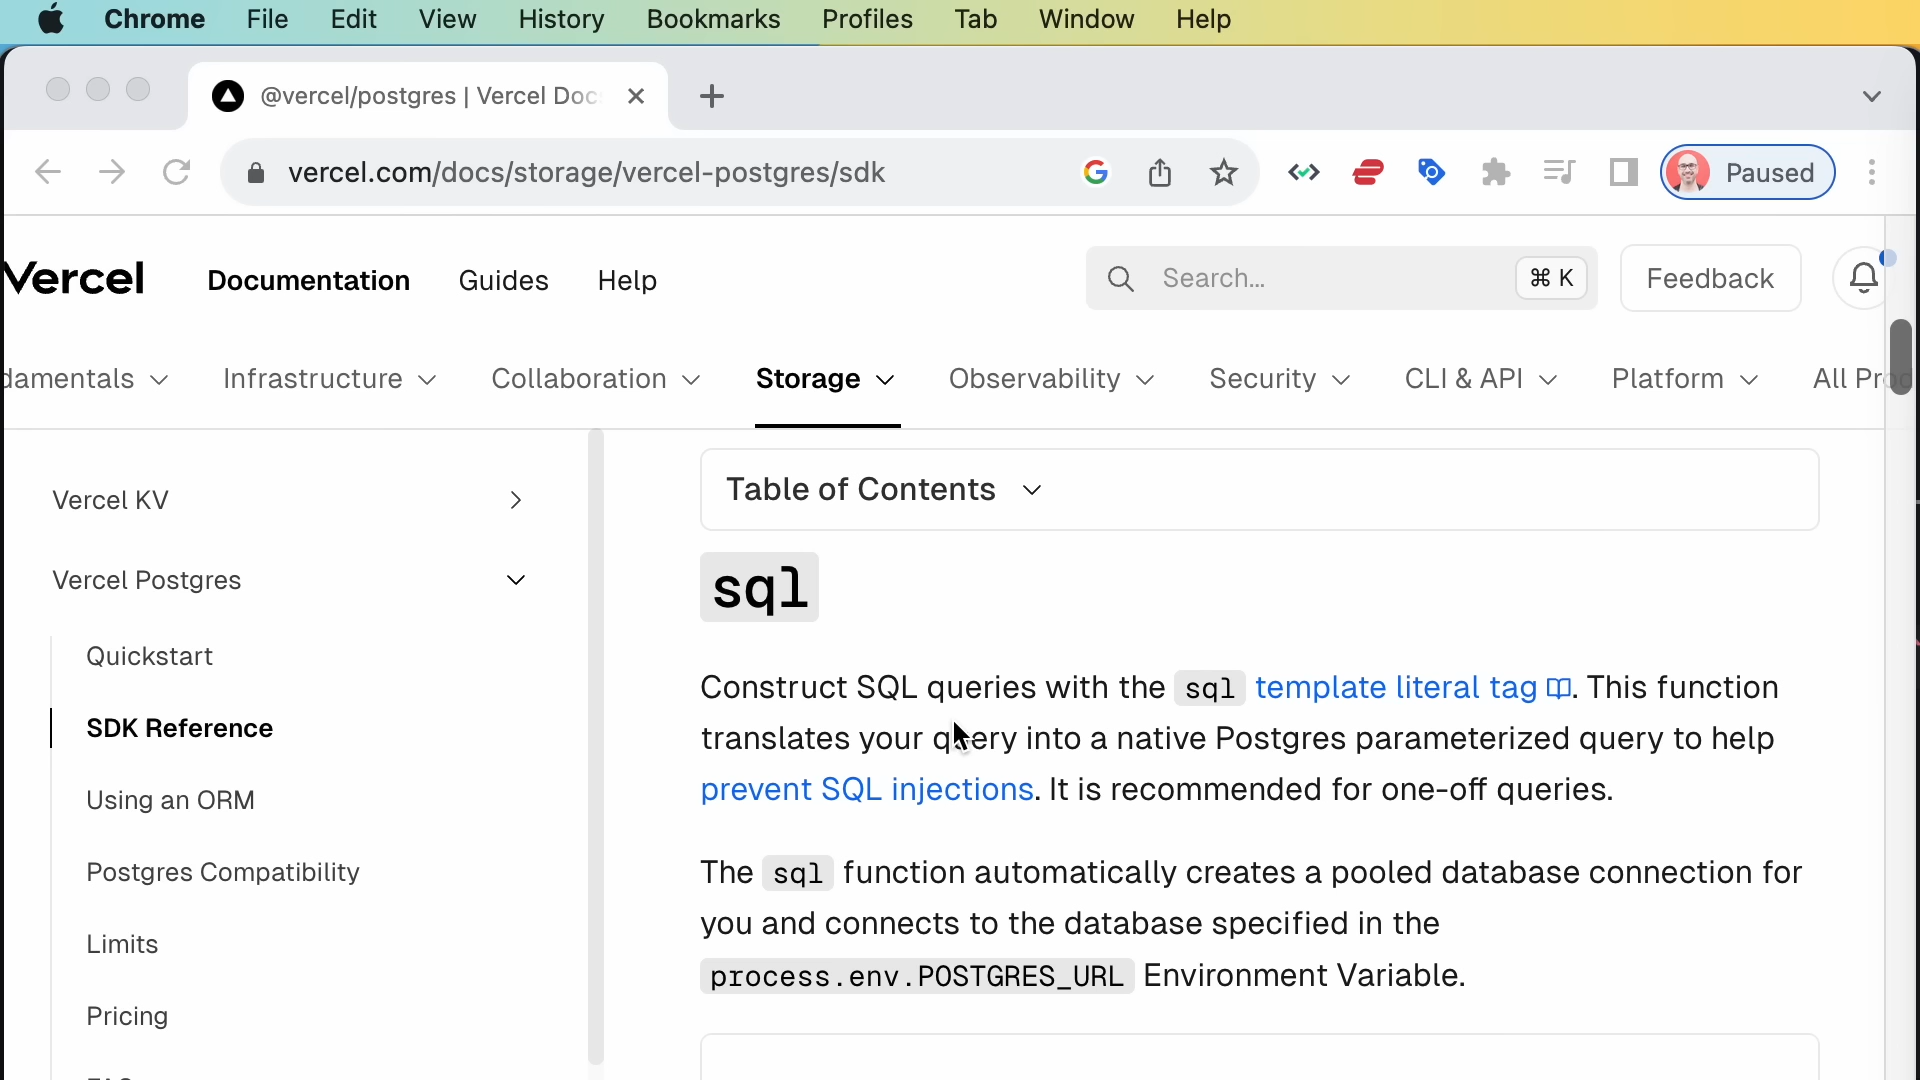 Chrome File Edit View History Bookmarks Profiles Tab Window Help
@vercel/postgres | Vercel Doc
vercel.com/docs/storage/vercel-postgres/sdk
Paused
Vercel Documentation Guides Help Search... ⌘ K Feedback
damentals Infrastructure Collaboration Storage Observability Security CLI & API Platform All Prod
Vercel KV
Vercel Postgres
Quickstart
SDK Reference
Using an ORM
Postgres Compatibility
Limits
Pricing
Table of Contents
sql
Construct SQL queries with the sql template literal tag. This function
translates your query into a native Postgres parameterized query to help
prevent SQL injections. It is recommended for one-off queries.
The sql function automatically creates a pooled database connection for
you and connects to the database specified in the
process.env.POSTGRES_URL Environment Variable.